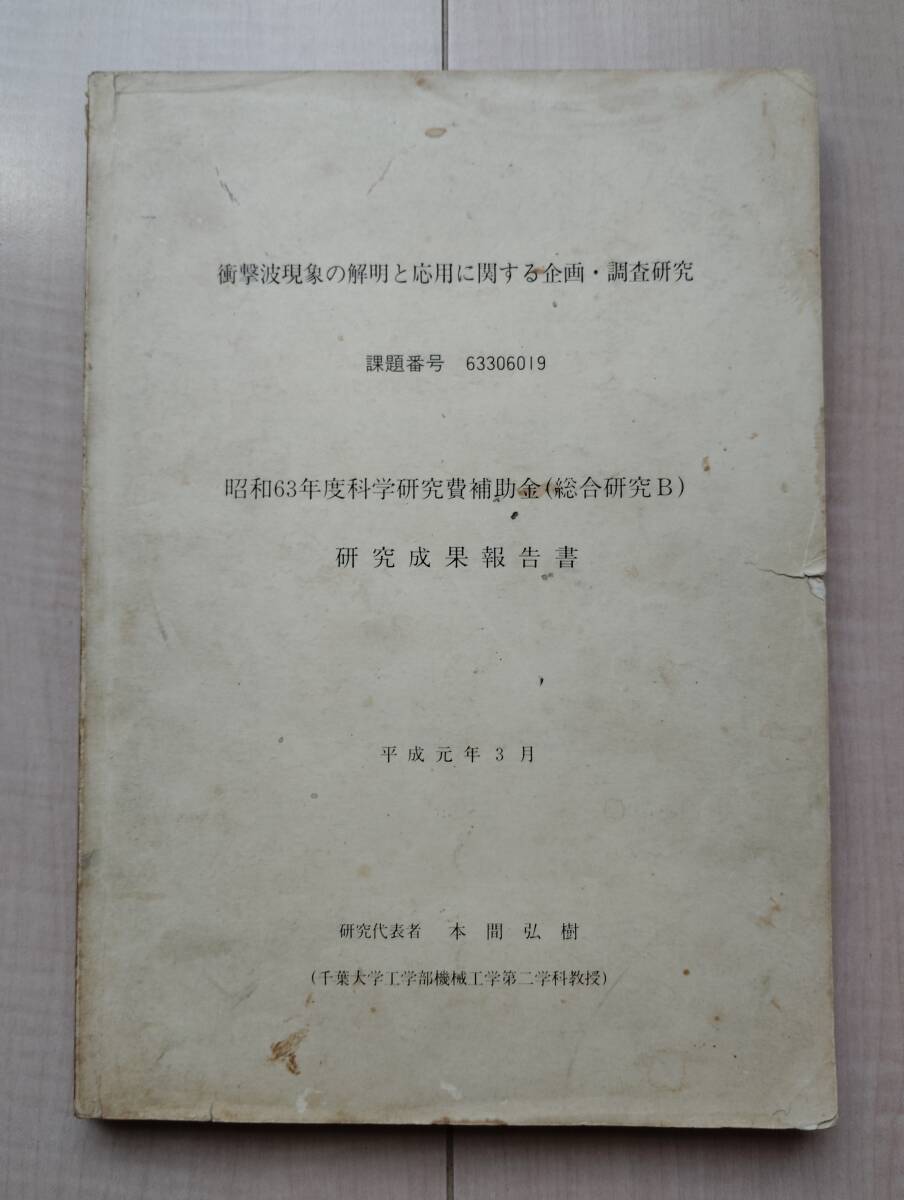 衝撃波現象の解明と応用に関する企画・調査研究
課題番号 63306019
昭和63年度科学研究費補助金(総合研究B)
研究成果報告書
平成元年3月
研究代表者 本間弘樹
(千葉大学工学部機械工学第二学科教授)